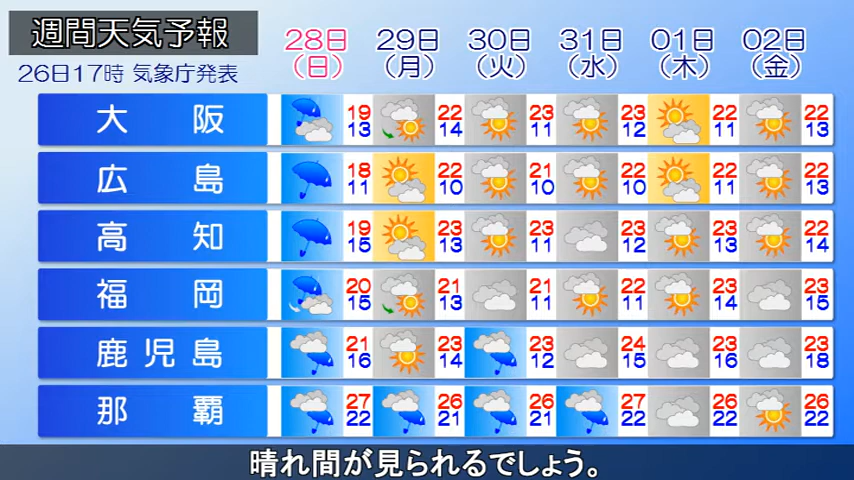 週間天気予報
26日17時 気象庁発表
28日 29日 30日 31日 01日 02日
(日) (月) (火) (水) (木) (金)
大阪 19 22 23 23 22 22
13 14 11 12 11 13
広島 18 22 21 22 22 22
11 10 10 10 11 13
高知 19 23 23 23 23 22
15 13 11 12 13 14
福岡 20 21 21 22 23 23
15 13 11 11 14 15
鹿児島 21 23 23 24 23 23
16 14 12 15 16 18
那覇 27 26 26 27 26 26
22 21 21 22 22 22
晴れ間が見られるでしょう。